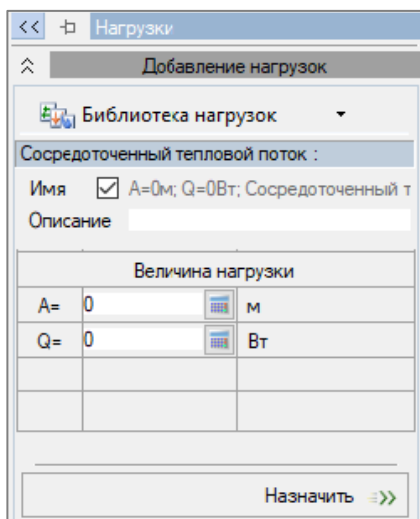 << Нагрузки
Добавление нагрузок
Библиотека нагрузок
Сосредоточенный тепловой поток :
Имя A=0м; Q=0Вт; Сосредоточенный т
Описание
Величина нагрузки
A= 0 м
Q= 0 Вт
Назначить